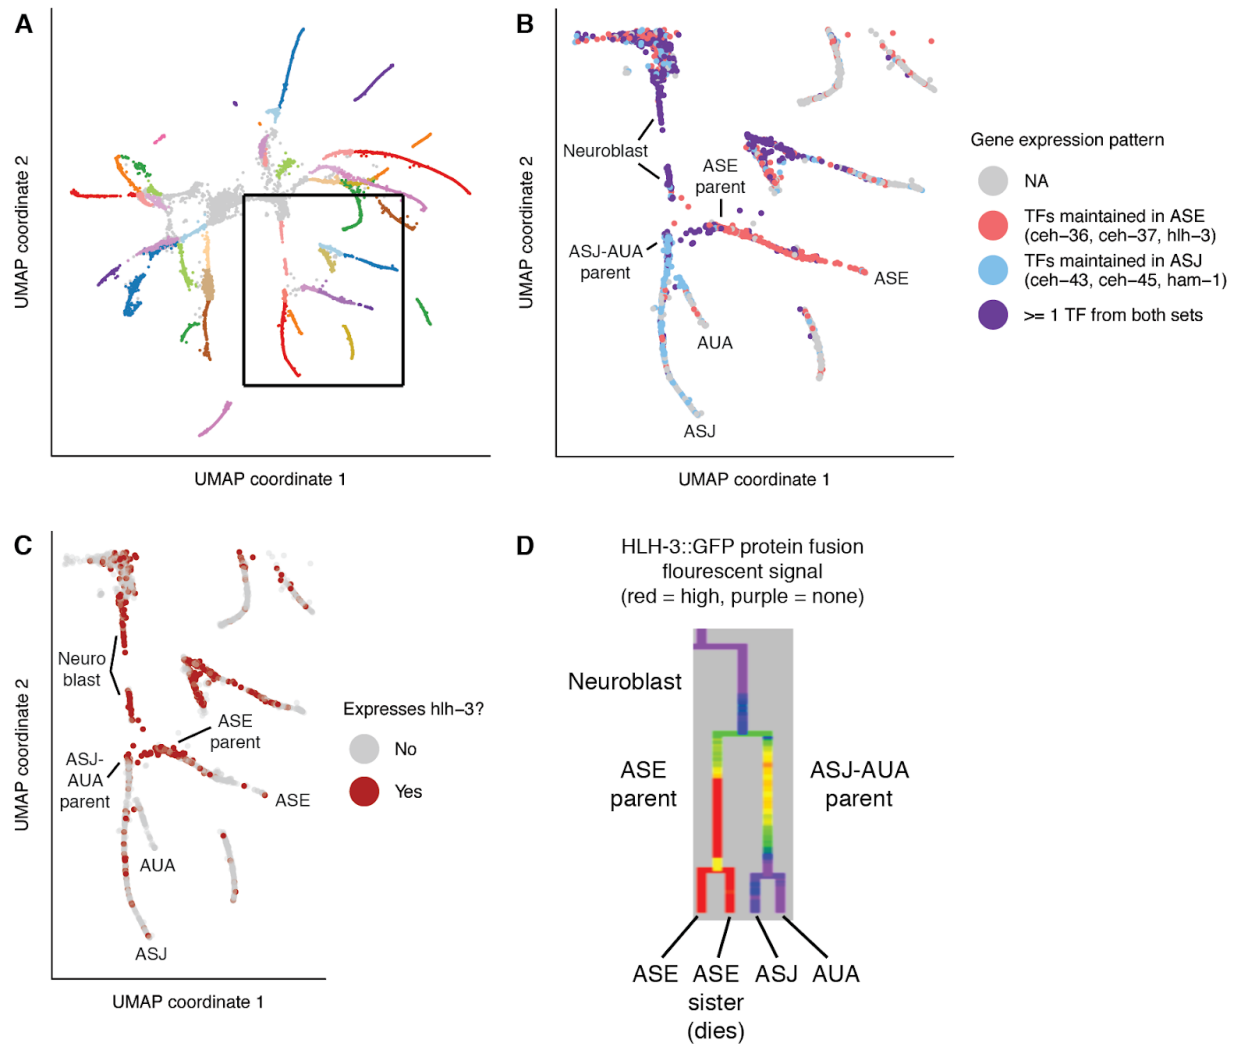 A
UMAP coordinate 2
UMAP coordinate 1
B
UMAP coordinate 2
Neuroblast
ASE
parent
ASJ-AUA
parent
ASE
AUA
ASJ
UMAP coordinate 1
Gene expression pattern
NA
TFs maintained in ASE
(ceh-36, ceh-37, hlh-3)
TFs maintained in ASJ
(ceh-43, ceh-45, ham-1)
>= 1 TF from both sets
C
UMAP coordinate 2
Neuro
blast
ASE
parent
ASJ-
AUA
parent
ASE
AUA
ASJ
UMAP coordinate 1
Expresses hlh-3?
No
Yes
D
HLH-3::GFP protein fusion
flourescent signal
(red = high, purple = none)
Neuroblast
ASE
parent
ASJ-AUA
parent
ASE ASE ASJ AUA
sister
(dies)